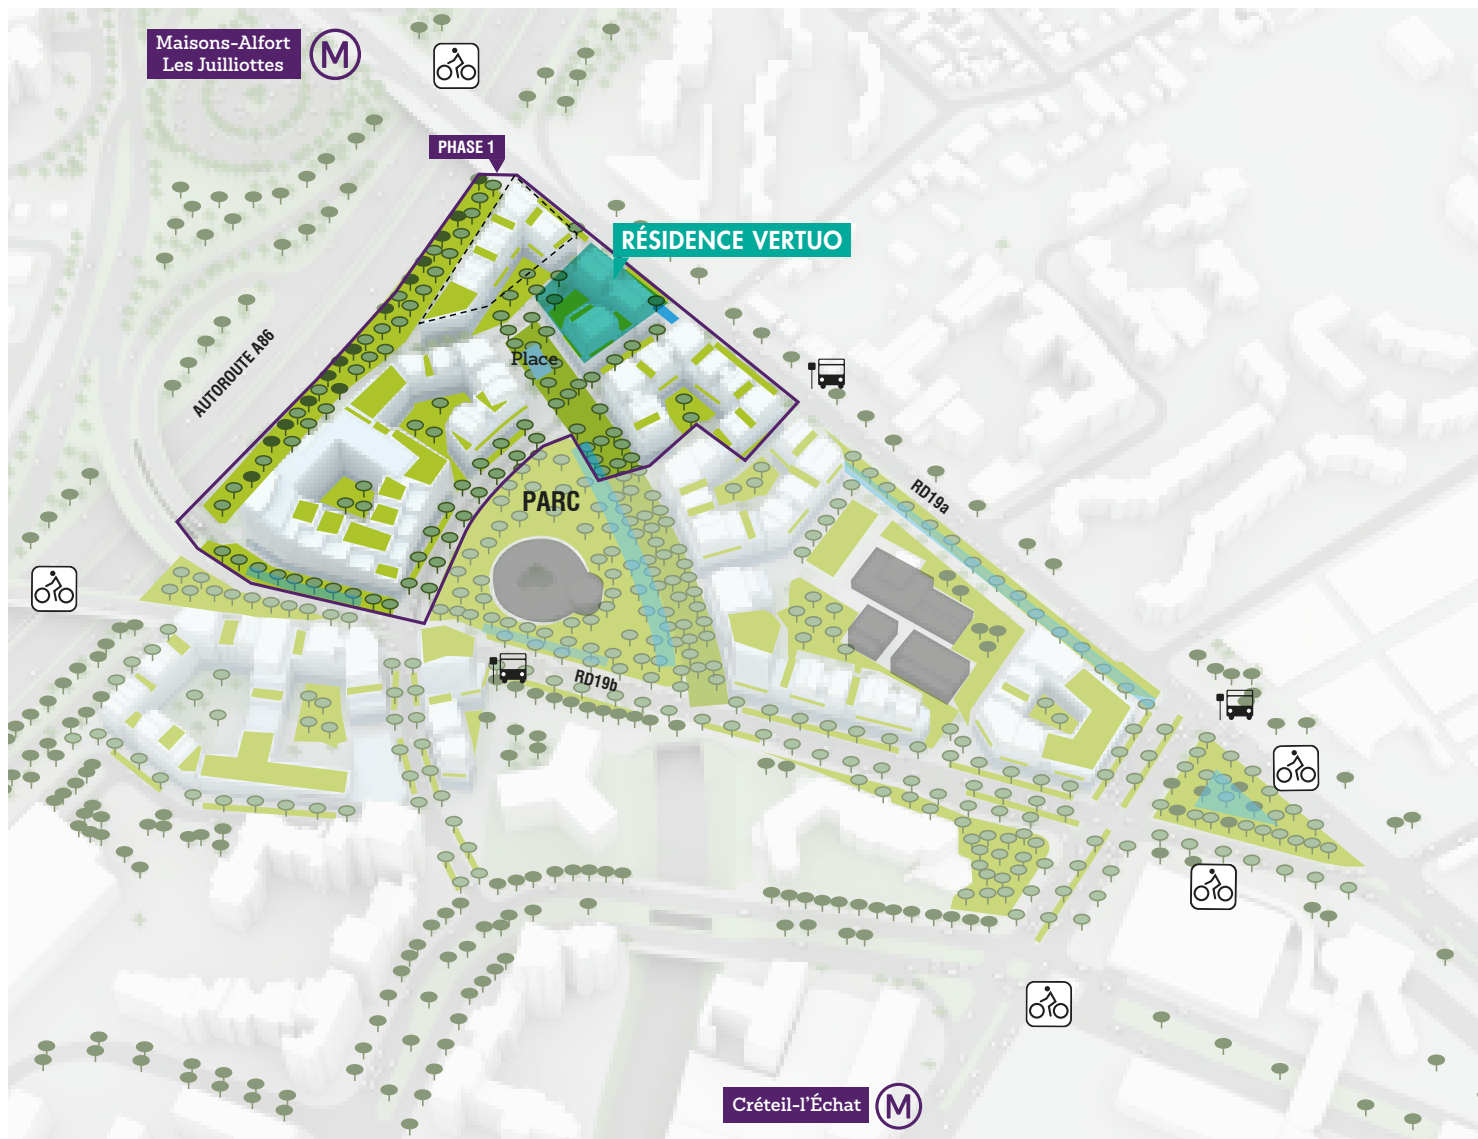 Maisons-Alfort
Les Juilliottes
M
PHASE 1
RÉSIDENCE VERTUO
AUTOROUTE A86
Place
PARC
RD19a
RD19b
Créteil-l'Échat
M